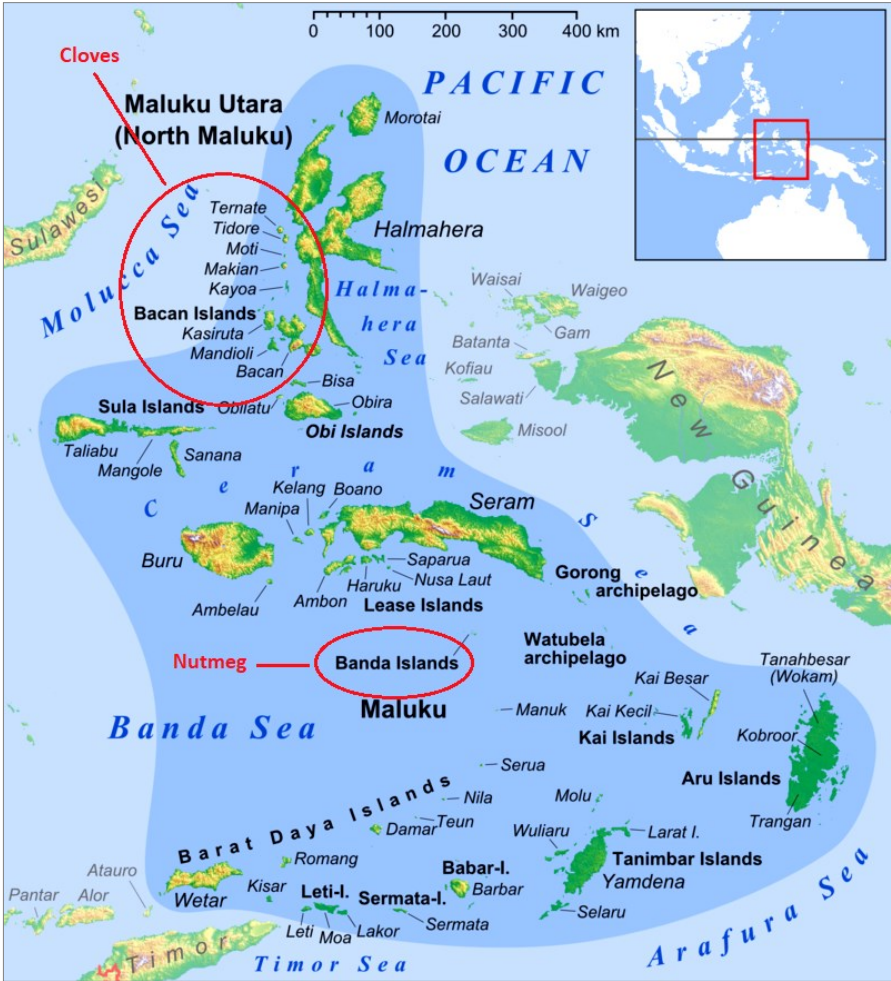 0 100 200 400 km
Cloves
PACIFIC
OCEAN
Maluku Utara
(North Maluku)
Morotai
Sulawesi
Molucca Sea
Ternate
Tidore
Moti
Makian
Kayoa
Halmahera
Halma-
hera
Sea
Bacan Islands
Kasiruta
Mandioli
Bacan
Waisai
Waigeo
Gam
Batanta
Kofiau
Salawati
Misool
New Guinea
Bisa
Obilatu
Obira
Obi Islands
Sula Islands
Taliabu
Mangole
Sanana
Ceram Sea
Kelang
Boano
Manipa
Seram
Buru
Ambelau
Ambon
Haruku
Saparua
Nusa Laut
Lease Islands
Gorong
archipelago
Nutmeg
Banda Islands
Watubela
archipelago
Maluku
Banda Sea
Manuk
Kai Besar
Kai Kecil
Kai Islands
Tanahbesar
(Wokam)
Kobroor
Aru Islands
Trangan
Serua
Nila
Teun
Damar
Barat Daya Islands
Romang
Wetar
Kisar
Leti-I.
Leti
Moa
Lakor
Sermata-I.
Sermata
Babar-I.
Barbar
Molu
Wuliaru
Larat I.
Tanimbar Islands
Yamdena
Selaru
Atauro
Pantar
Alor
Timor
Timor Sea
Arafura Sea